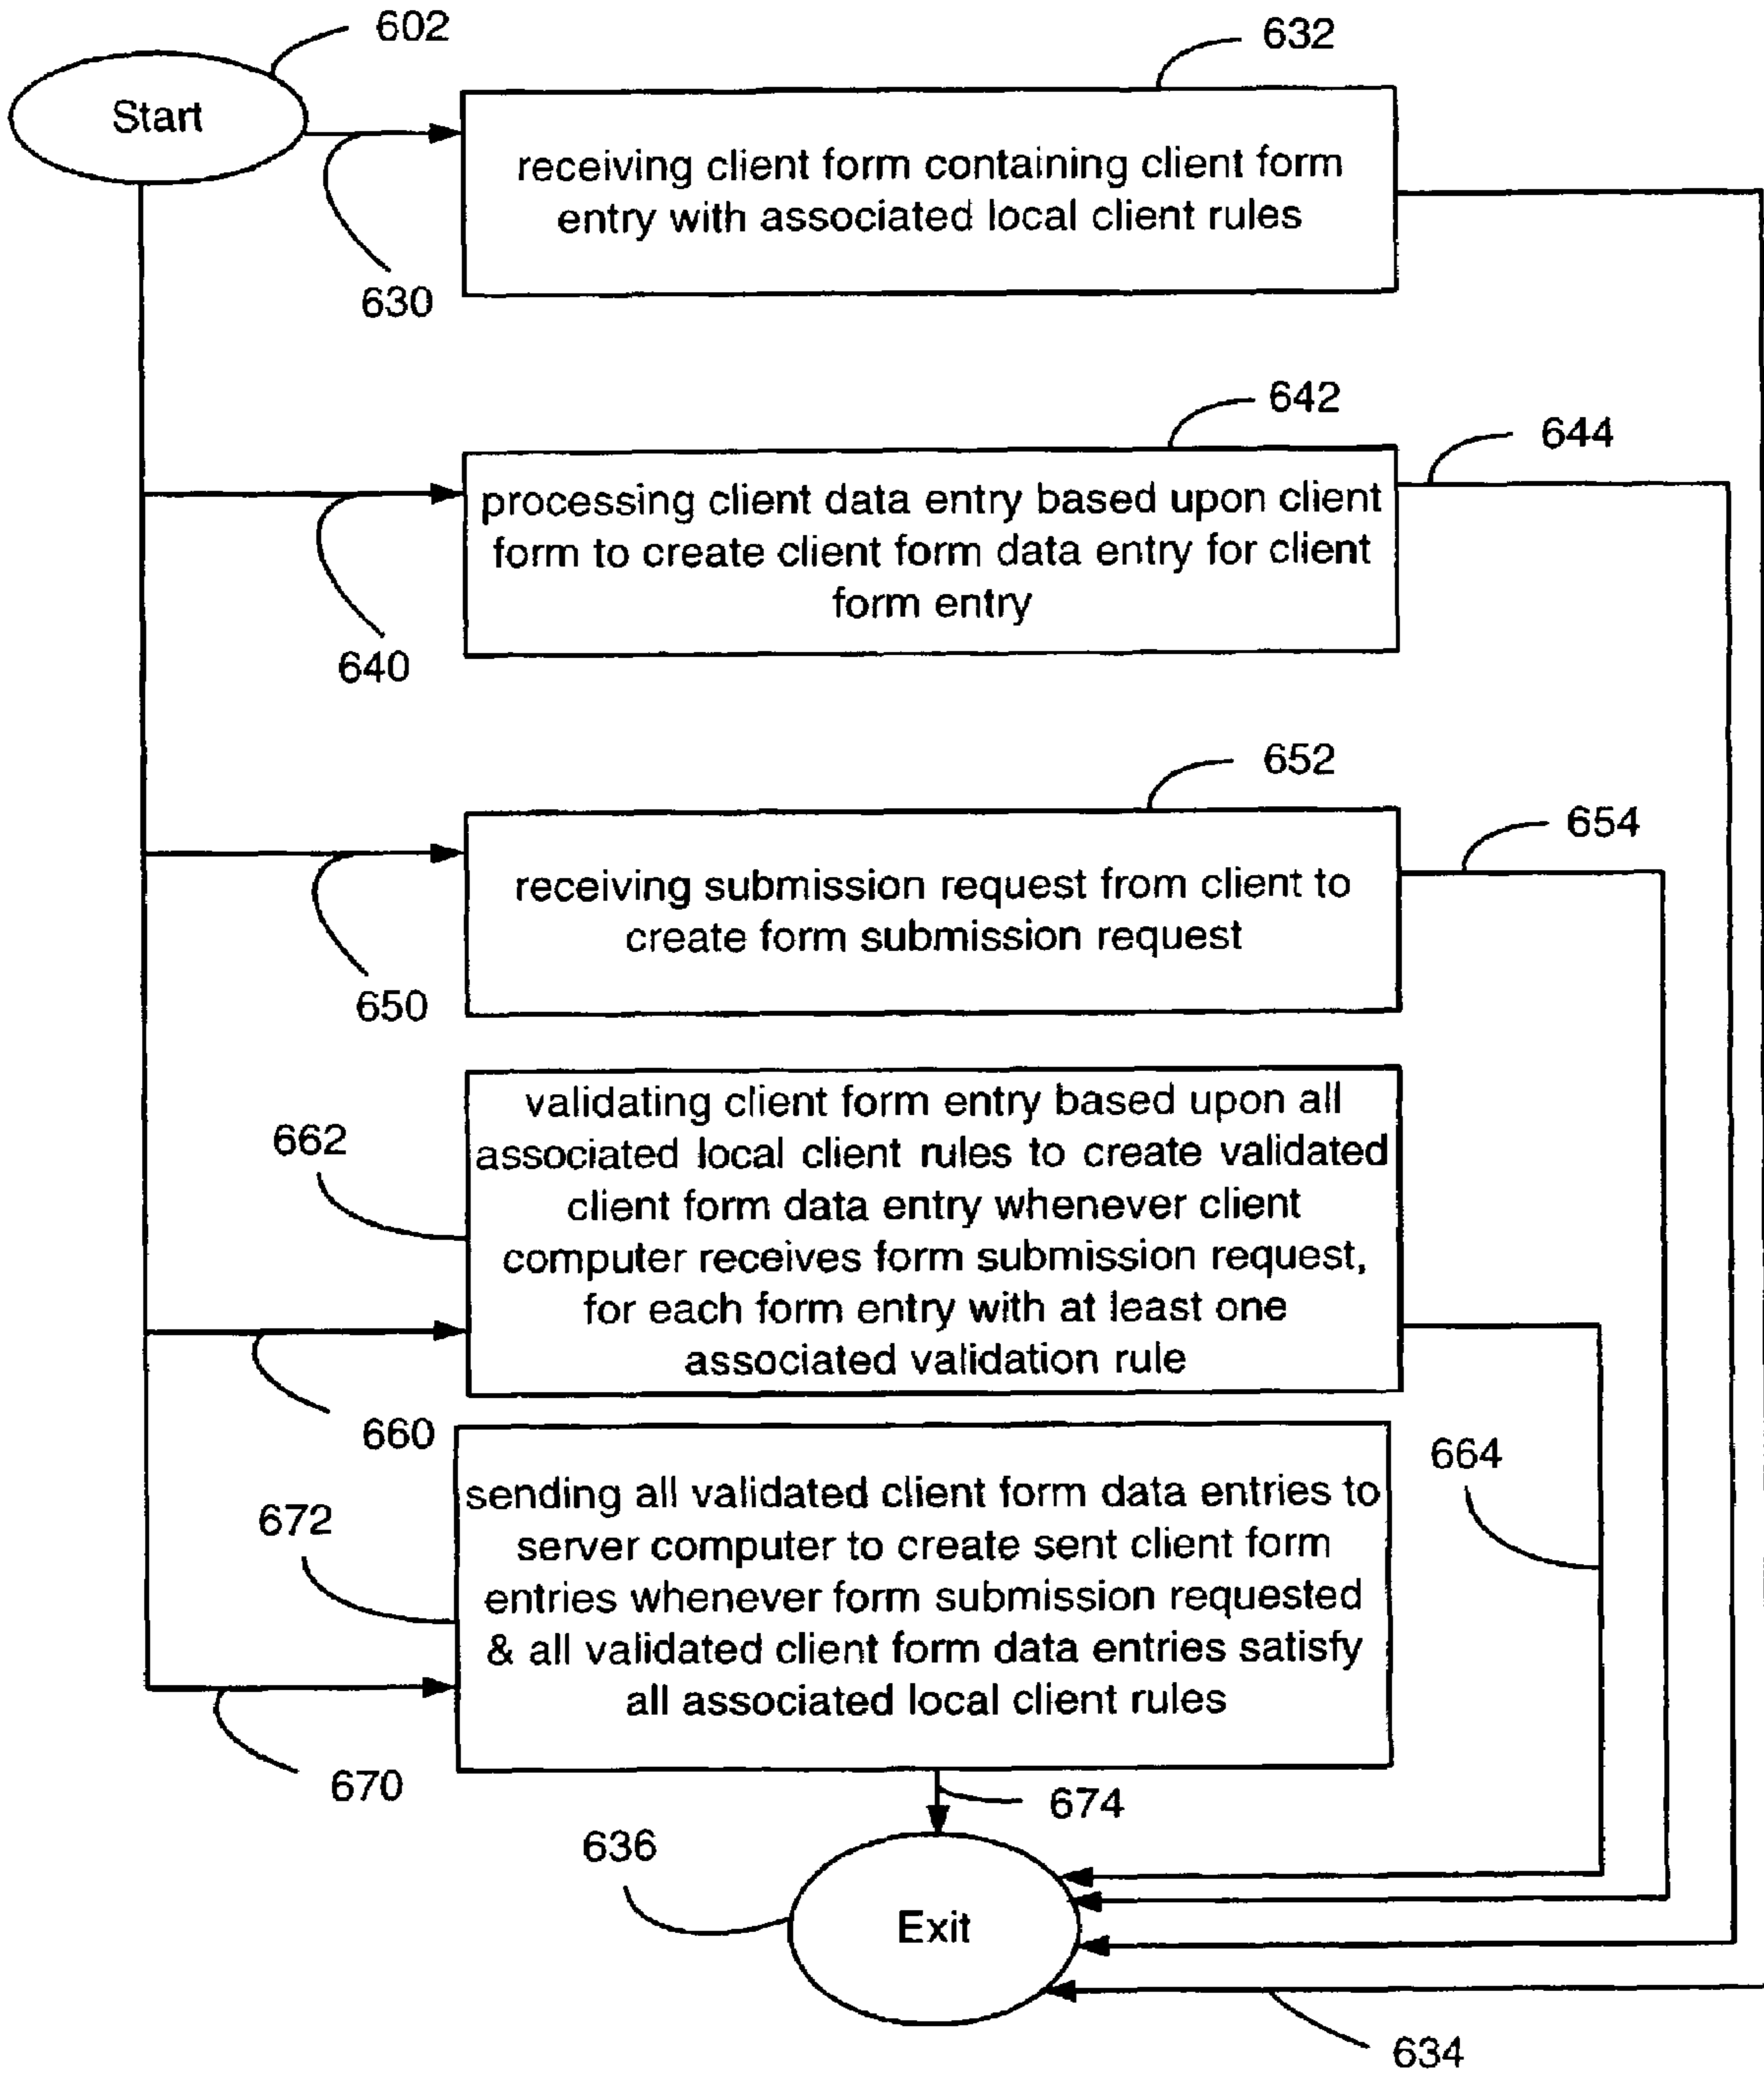 602
Start
632
receiving client form containing client form
entry with associated local client rules
630
642
644
processing client data entry based upon client
form to create client form data entry for client
form entry
640
652
654
receiving submission request from client to
create form submission request
650
662
validating client form entry based upon all
associated local client rules to create validated
client form data entry whenever client
computer receives form submission request,
for each form entry with at least one
associated validation rule
660
664
672
sending all validated client form data entries to
server computer to create sent client form
entries whenever form submission requested
& all validated client form data entries satisfy
all associated local client rules
670
674
636
Exit
634